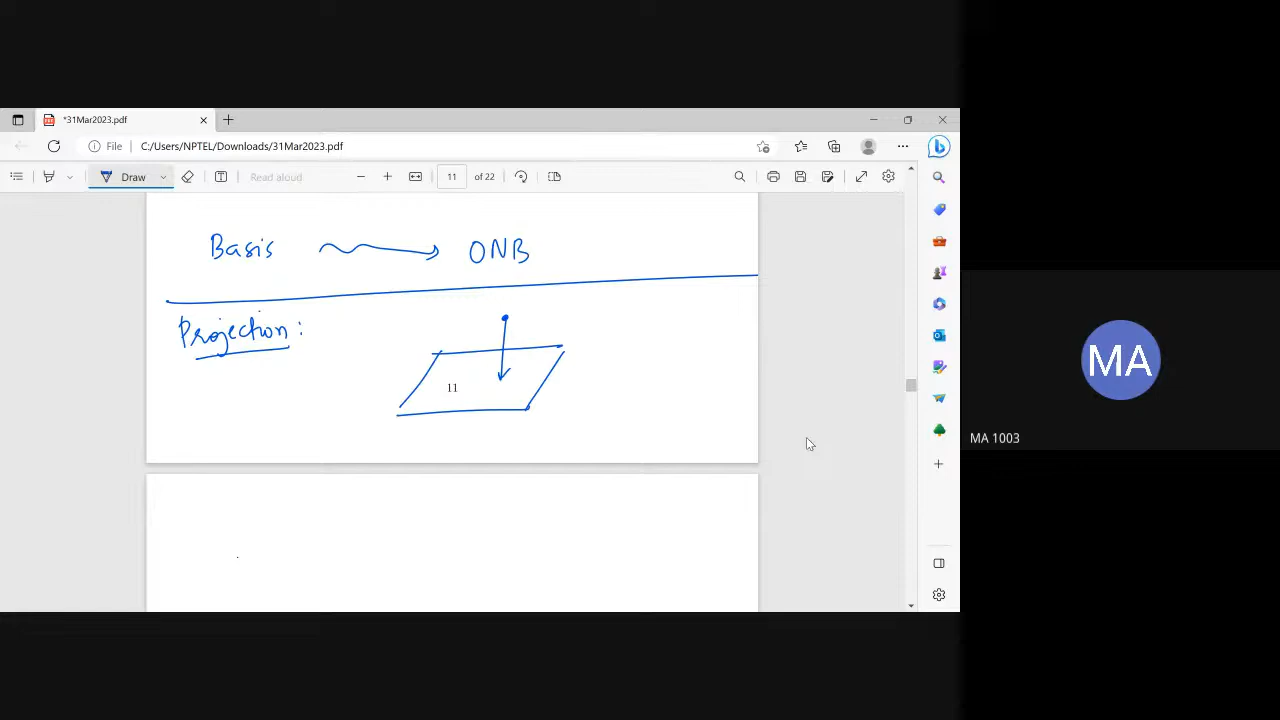 *31Mar2023.pdf
File
C:/Users/NPTEL/Downloads/31Mar2023.pdf
Draw
Read aloud
11 of 22
Basis ONB
Projection:
11
MA
MA 1003